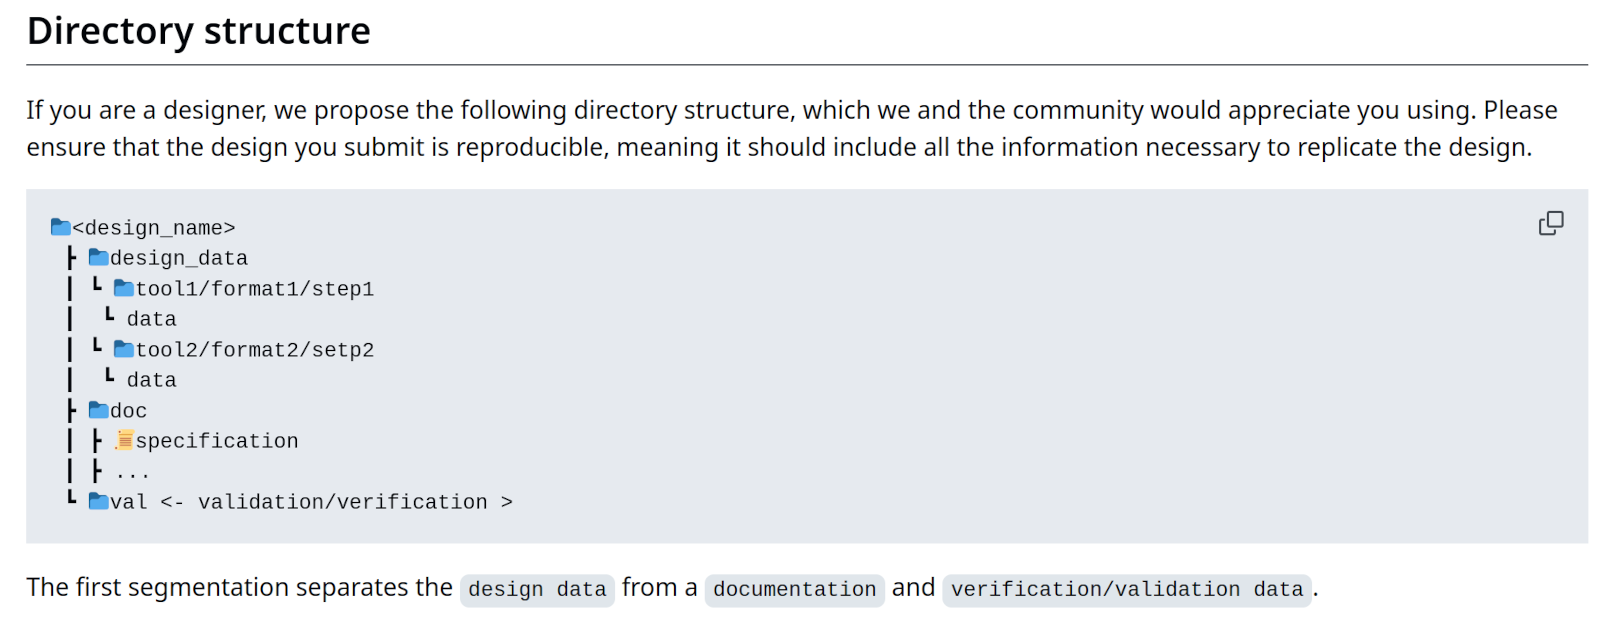 Directory structure
If you are a designer, we propose the following directory structure, which we and the community would appreciate you using. Please
ensure that the design you submit is reproducible, meaning it should include all the information necessary to replicate the design.
📁<design_name>
┣ 📁design_data
┃ ┗ 📁tool1/format1/step1
┃  ┗ data
┃ ┗ 📁tool2/format2/setp2
┃  ┗ data
┣ 📁doc
┃ ┣ 📜specification
┃ ┣ ...
┗ 📁val <- validation/verification >
The first segmentation separates the design data from a documentation and verification/validation data.